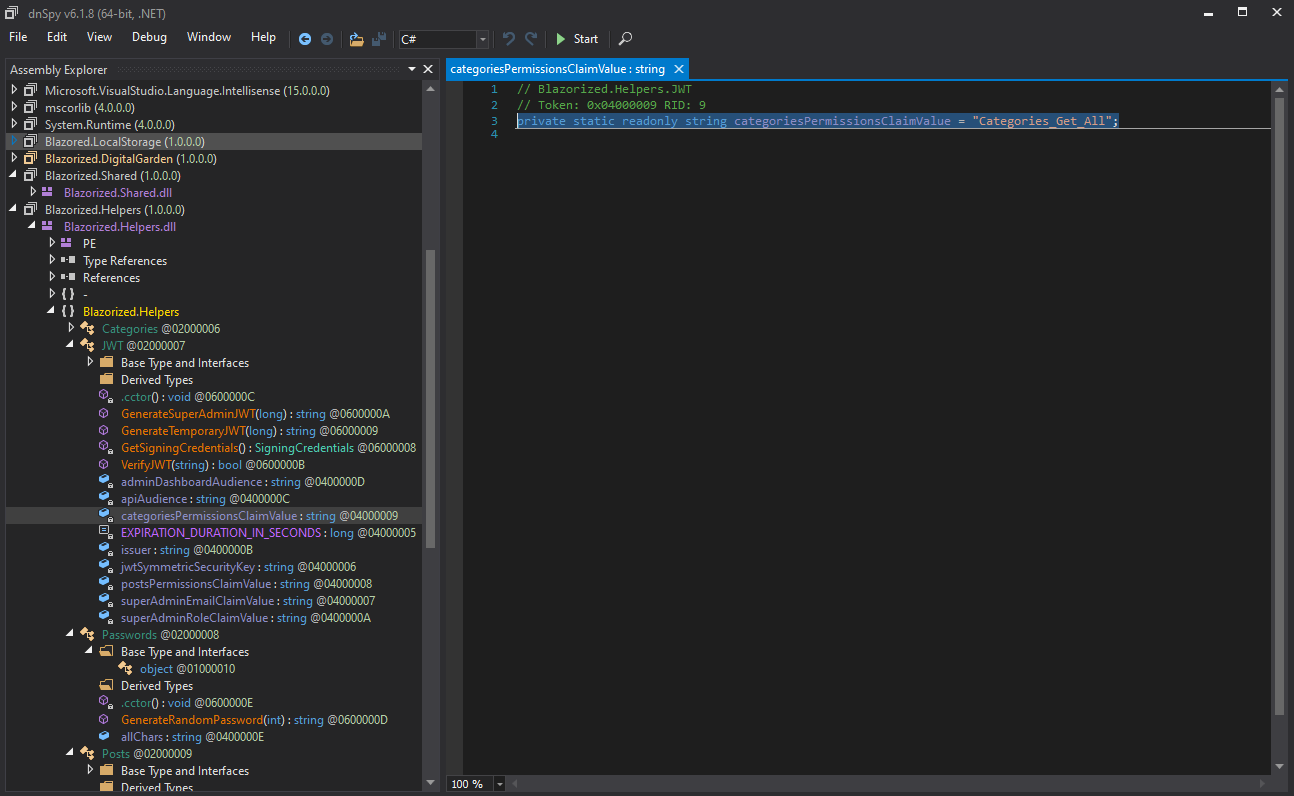 dnSpy v6.1.8 (64-bit, .NET)
File Edit View Debug Window Help C# Start
Assembly Explorer
Microsoft.VisualStudio.Language.Intellisense (15.0.0.0)
mscorlib (4.0.0.0)
System.Runtime (4.0.0.0)
Blazored.LocalStorage (1.0.0.0)
Blazorized.DigitalGarden (1.0.0.0)
Blazorized.Shared (1.0.0.0)
Blazorized.Shared.dll
Blazorized.Helpers (1.0.0.0)
Blazorized.Helpers.dll
PE
Type References
References
{ } -
{ } Blazorized.Helpers
Categories @02000006
JWT @02000007
Base Type and Interfaces
Derived Types
.cctor() : void @0600000C
GenerateSuperAdminJWT(long) : string @0600000A
GenerateTemporaryJWT(long) : string @06000009
GetSigningCredentials() : SigningCredentials @06000008
VerifyJWT(string) : bool @0600000B
adminDashboardAudience : string @0400000D
apiAudience : string @0400000C
categoriesPermissionsClaimValue : string @04000009
EXPIRATION_DURATION_IN_SECONDS : long @04000005
issuer : string @0400000B
jwtSymmetricSecurityKey : string @04000006
postsPermissionsClaimValue : string @04000008
superAdminEmailClaimValue : string @04000007
superAdminRoleClaimValue : string @0400000A
Passwords @02000008
Base Type and Interfaces
object @01000010
Derived Types
.cctor() : void @0600000E
GenerateRandomPassword(int) : string @0600000D
allChars : string @0400000E
Posts @02000009
Base Type and Interfaces
Derived Types
categoriesPermissionsClaimValue : string
1 // Blazorized.Helpers.JWT
2 // Token: 0x04000009 RID: 9
3 private static readonly string categoriesPermissionsClaimValue = "Categories_Get_All";
4
100 %